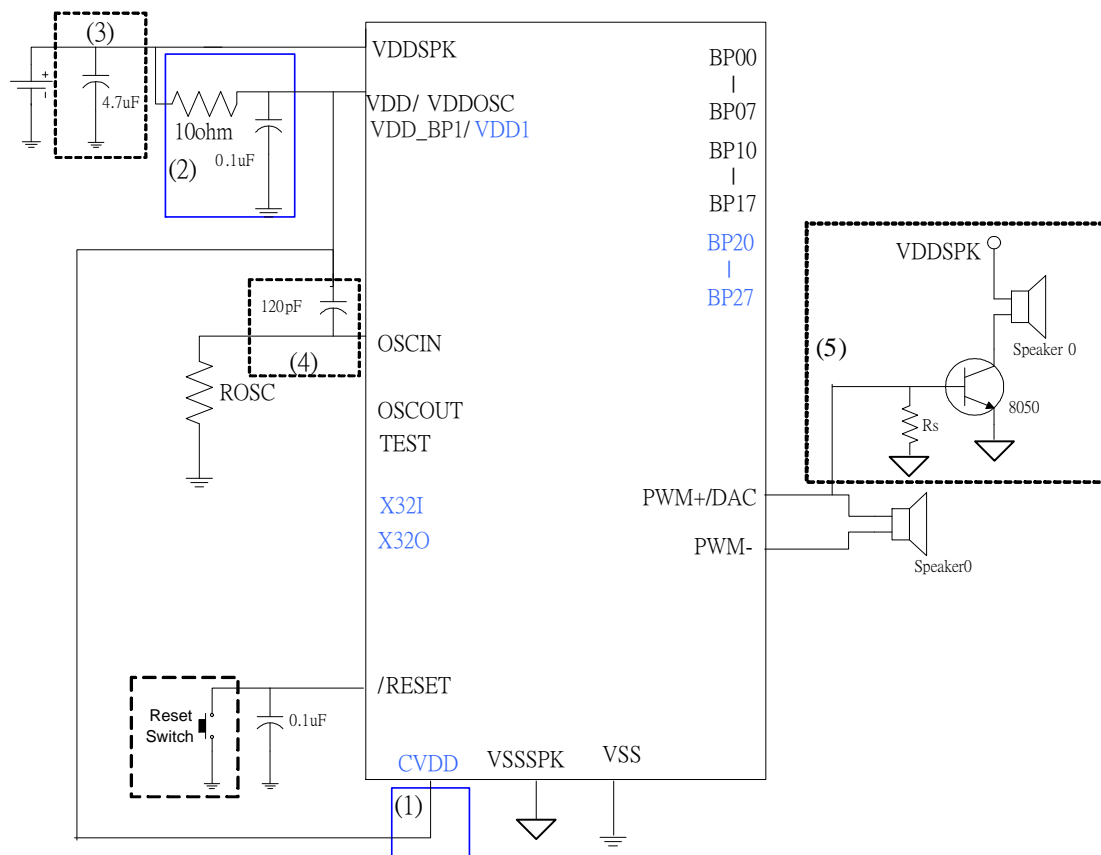 (3)
+
-
4.7uF
10ohm
(2)
0.1uF
VDDSPK
VDD/ VDDOSC
VDD_BP1/ VDD1
BP00
|
BP07
BP10
|
BP17
BP20
|
BP27
120pF
(4)
ROSC
OSCIN
OSCOUT
TEST
X32I
X32O
VDDSPK
(5)
Speaker 0
8050
Rs
PWM+/DAC
PWM-
Speaker0
/RESET
Reset
Switch
0.1uF
CVDD
VSSSPK
VSS
(1)